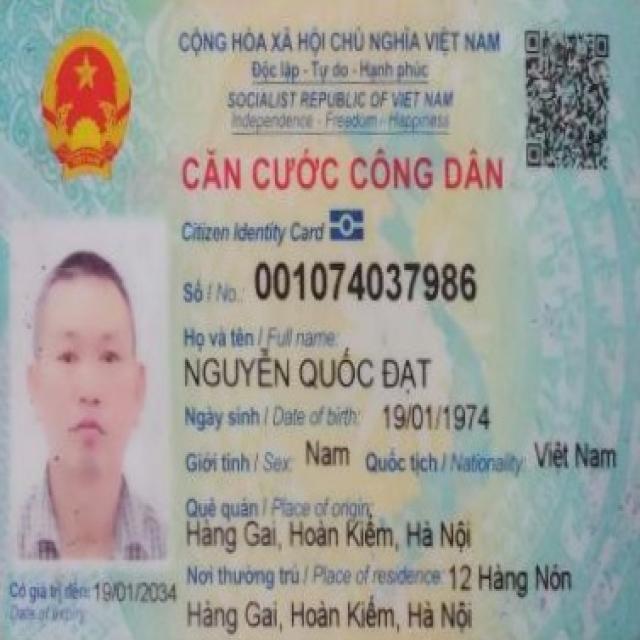 CỘNG HÒA XÃ HỘI CHỦ NGHĨA VIỆT NAM
Độc lập - Tự do - Hạnh phúc
SOCIALIST REPUBLIC OF VIET NAM
Independence - Freedom - Happiness
CĂN CƯỚC CÔNG DÂN
Citizen Identity Card
Số / No.: 001074037986
Họ và tên / Full name:
NGUYỄN QUỐC ĐẠT
Ngày sinh / Date of birth: 19/01/1974
Giới tính / Sex: Nam Quốc tịch / Nationality: Việt Nam
Quê quán / Place of origin:
Hàng Gai, Hoàn Kiếm, Hà Nội
Nơi thường trú / Place of residence: 12 Hàng Nón
Hàng Gai, Hoàn Kiếm, Hà Nội
Có giá trị đến: 19/01/2034
Date of expiry